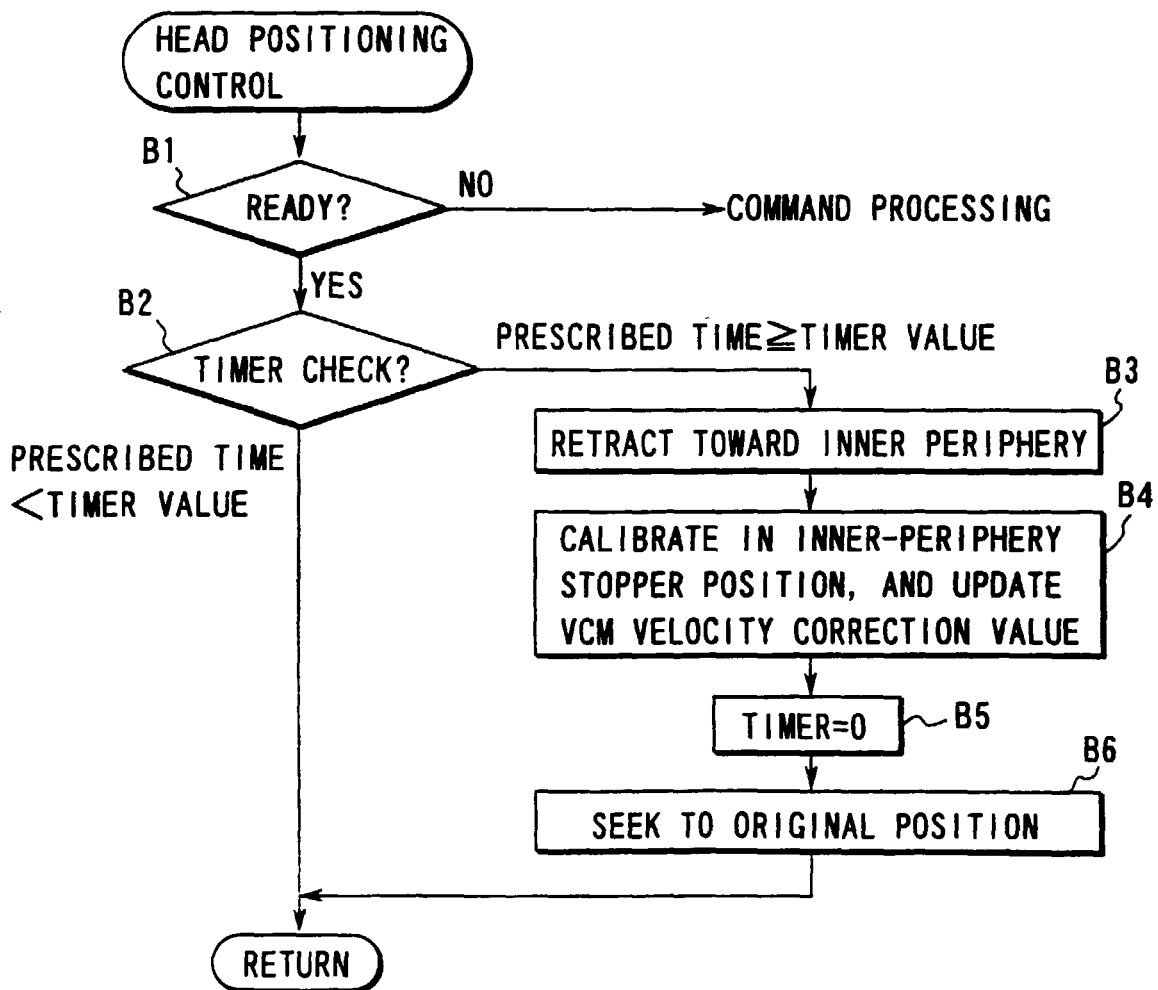 HEAD POSITIONING
CONTROL
B1
READY?
NO
COMMAND PROCESSING
YES
B2
TIMER CHECK?
PRESCRIBED TIME≧TIMER VALUE
PRESCRIBED TIME
<TIMER VALUE
B3
RETRACT TOWARD INNER PERIPHERY
B4
CALIBRATE IN INNER-PERIPHERY
STOPPER POSITION, AND UPDATE
VCM VELOCITY CORRECTION VALUE
TIMER=0
B5
B6
SEEK TO ORIGINAL POSITION
RETURN